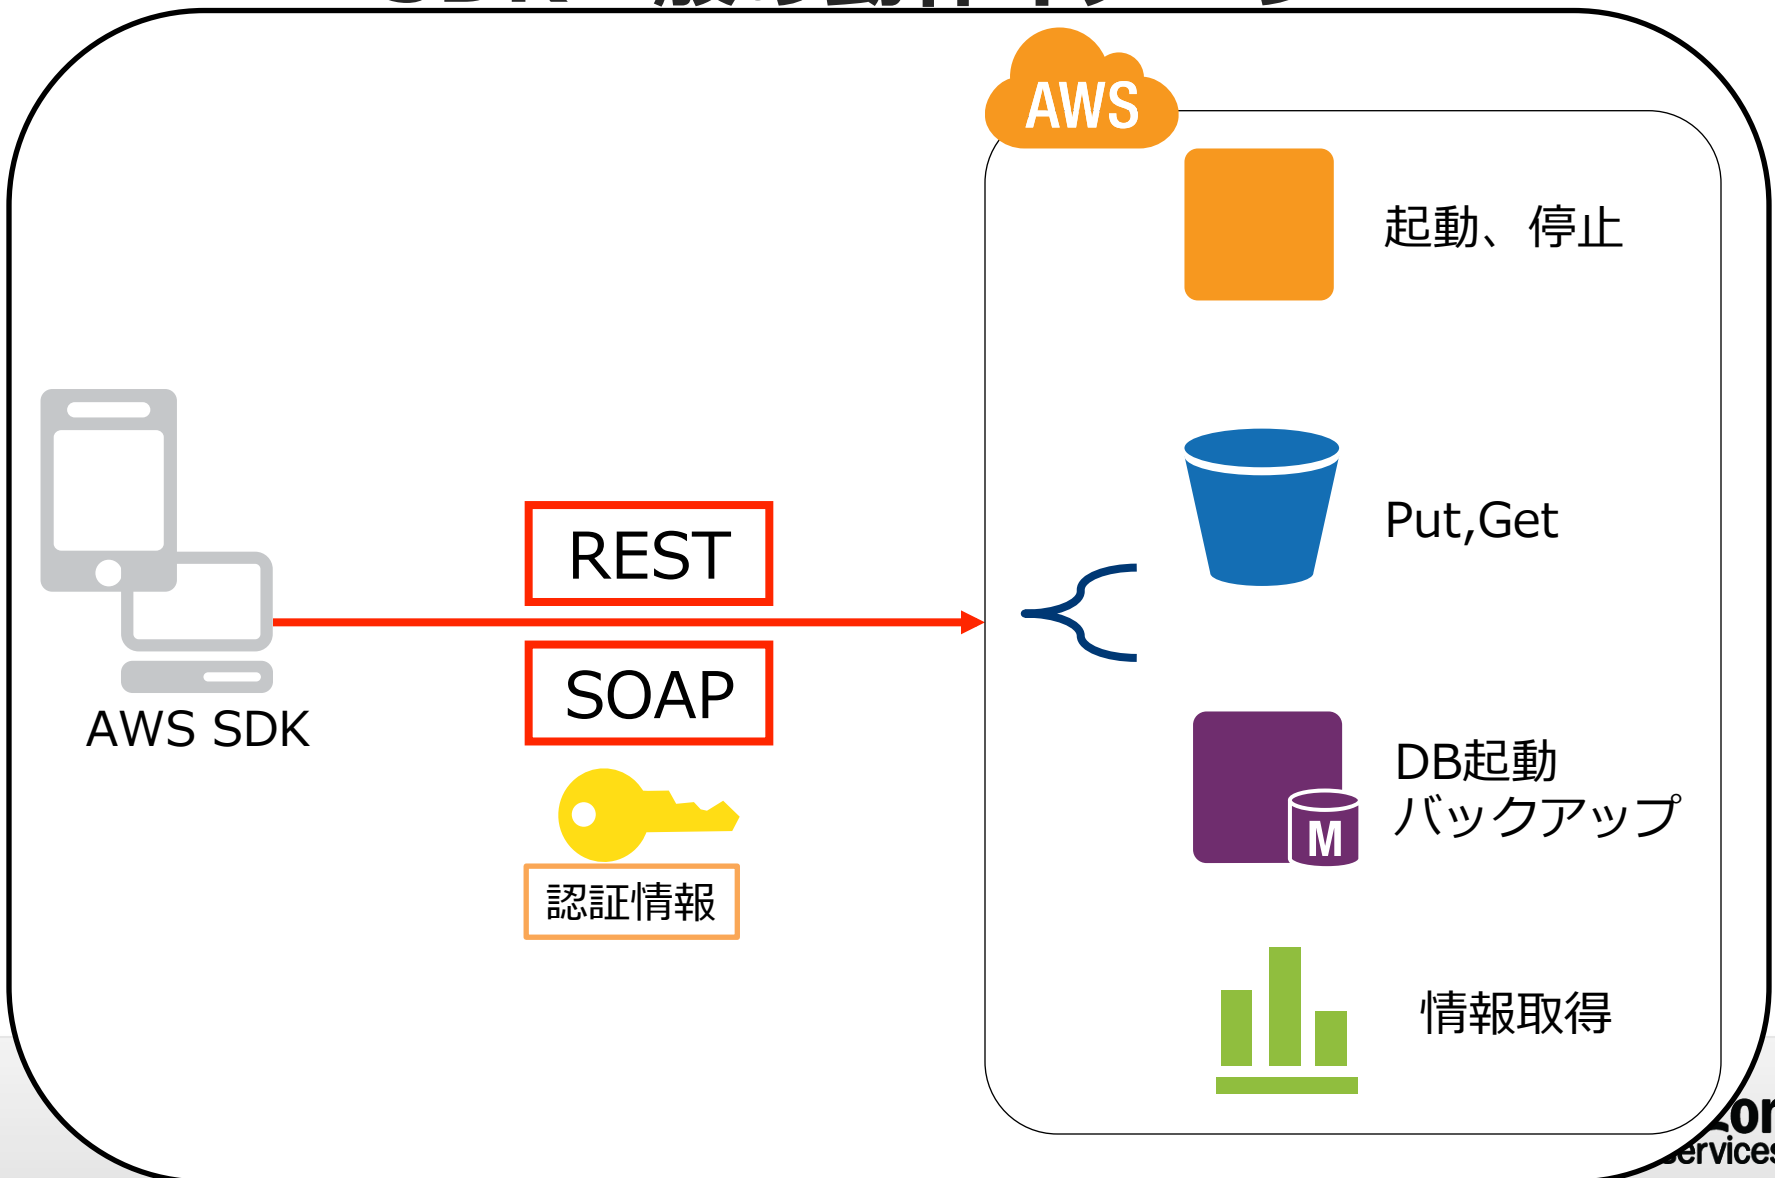 AWS
起動、停止
Put,Get
REST
SOAP
AWS SDK
DB起動
バックアップ
M
認証情報
情報取得